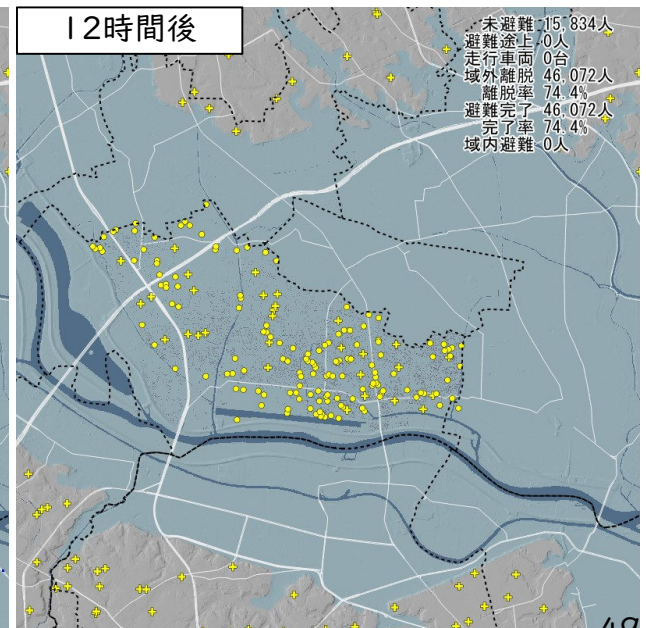 12時間後
未避難 15,834人
避難途上 0人
走行車両 0台
域外離脱 46,072人
離脱率 74.4%
避難完了 46,072人
完了率 74.4%
域内避難 0人